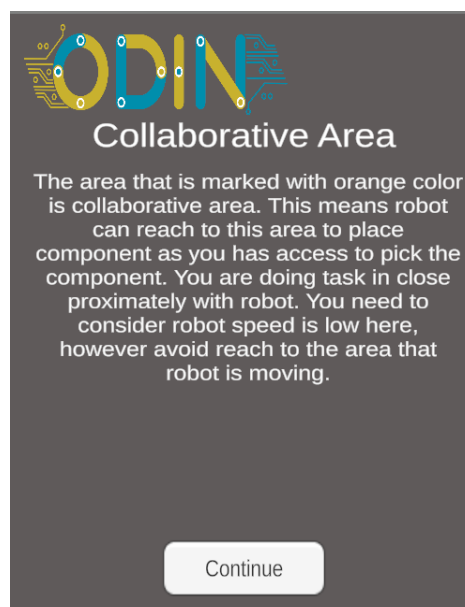 ODIN
Collaborative Area
The area that is marked with orange color
is collaborative area. This means robot
can reach to this area to place
component as you has access to pick the
component. You are doing task in close
proximately with robot. You need to
consider robot speed is low here,
however avoid reach to the area that
robot is moving.
Continue